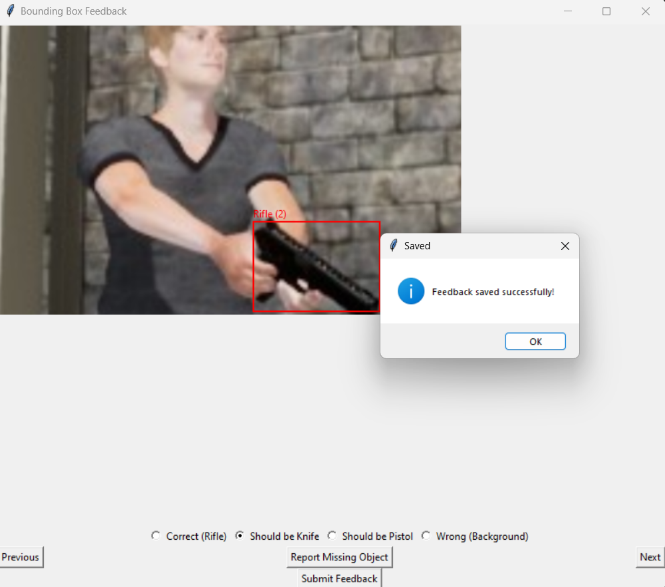 Bounding Box Feedback
Rifle (2)
Saved
Feedback saved successfully!
OK
Correct (Rifle) Should be Knife Should be Pistol Wrong (Background)
Previous Report Missing Object Next
Submit Feedback